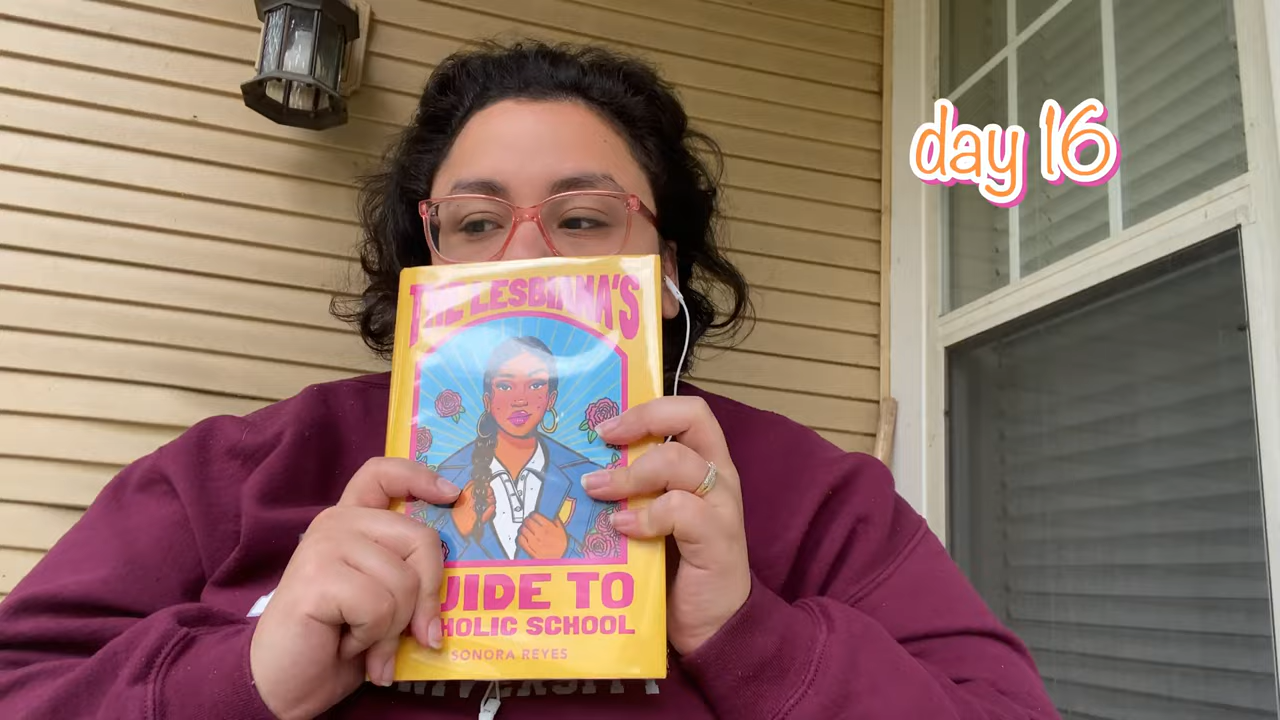 day 16
THE LESBIANA'S
UIDE TO
HOLIC SCHOOL
SONORA REYES